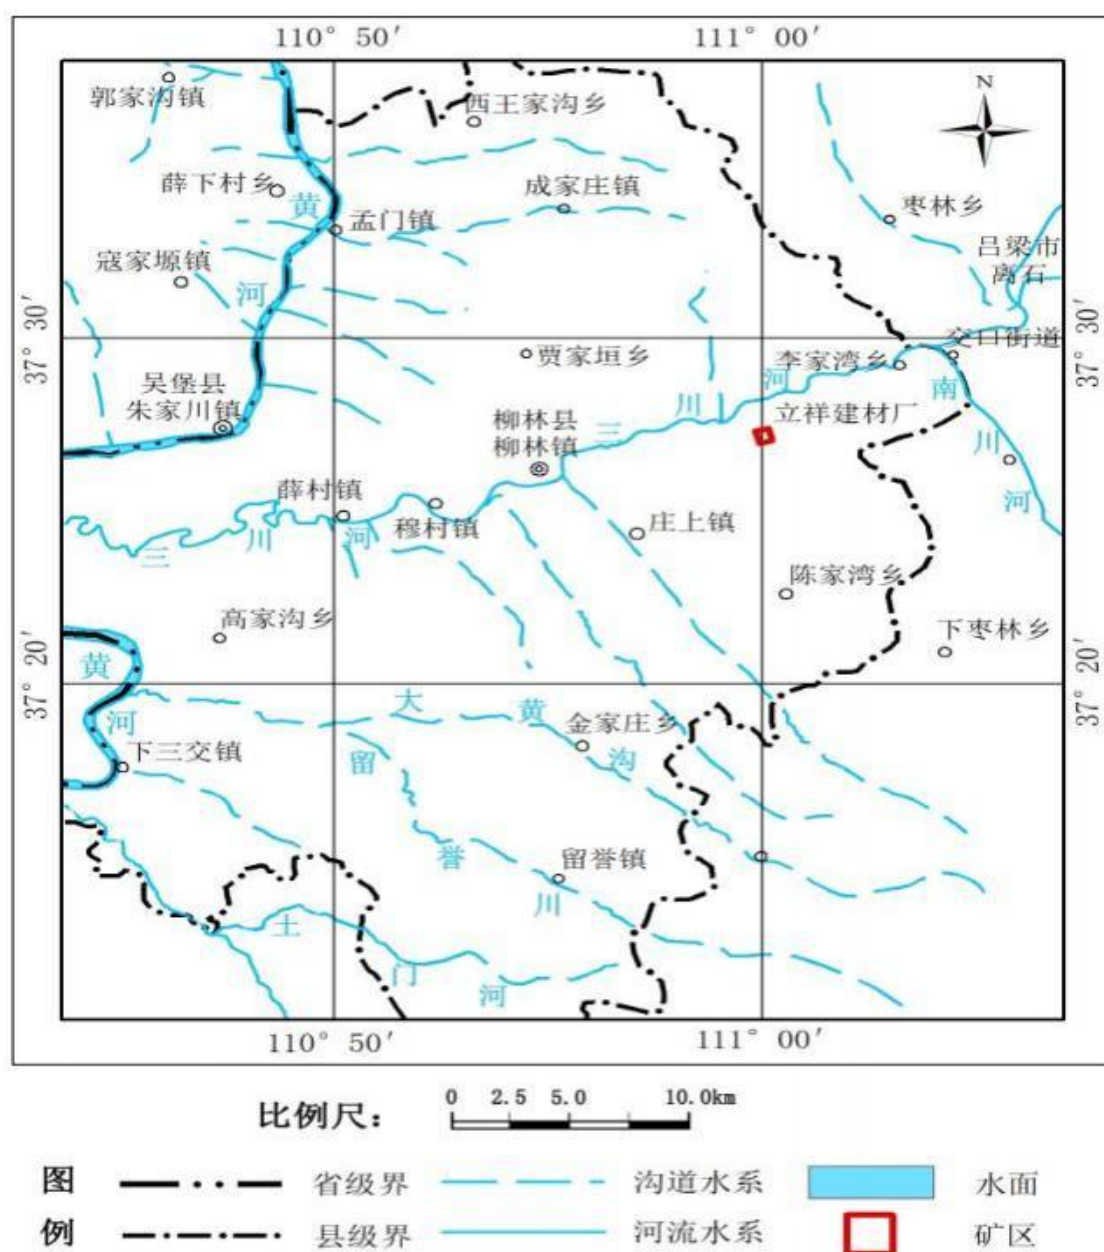 110° 50′
111° 00′
郭家沟镇
西王家沟乡
N
薛下村乡
黄
成家庄镇
枣林乡
孟门镇
吕梁市
离石
寇家塬镇
河
37° 30′
37° 30′
交口街道
贾家垣乡
李家湾乡
河
南
吴堡县
朱家川镇
川
立祥建材厂
柳林县
柳林镇
三
川
薛村镇
河
三
川
河
穆村镇
庄上镇
陈家湾乡
高家沟乡
下枣林乡
37° 20′
37° 20′
黄
河
大
黄
金家庄乡
沟
下三交镇
留
誉
留誉镇
川
土
门
河
110° 50′
111° 00′
比例尺：
0 2.5 5.0 10.0km
图 省级界 沟道水系 水面
例 县级界 河流水系 矿区